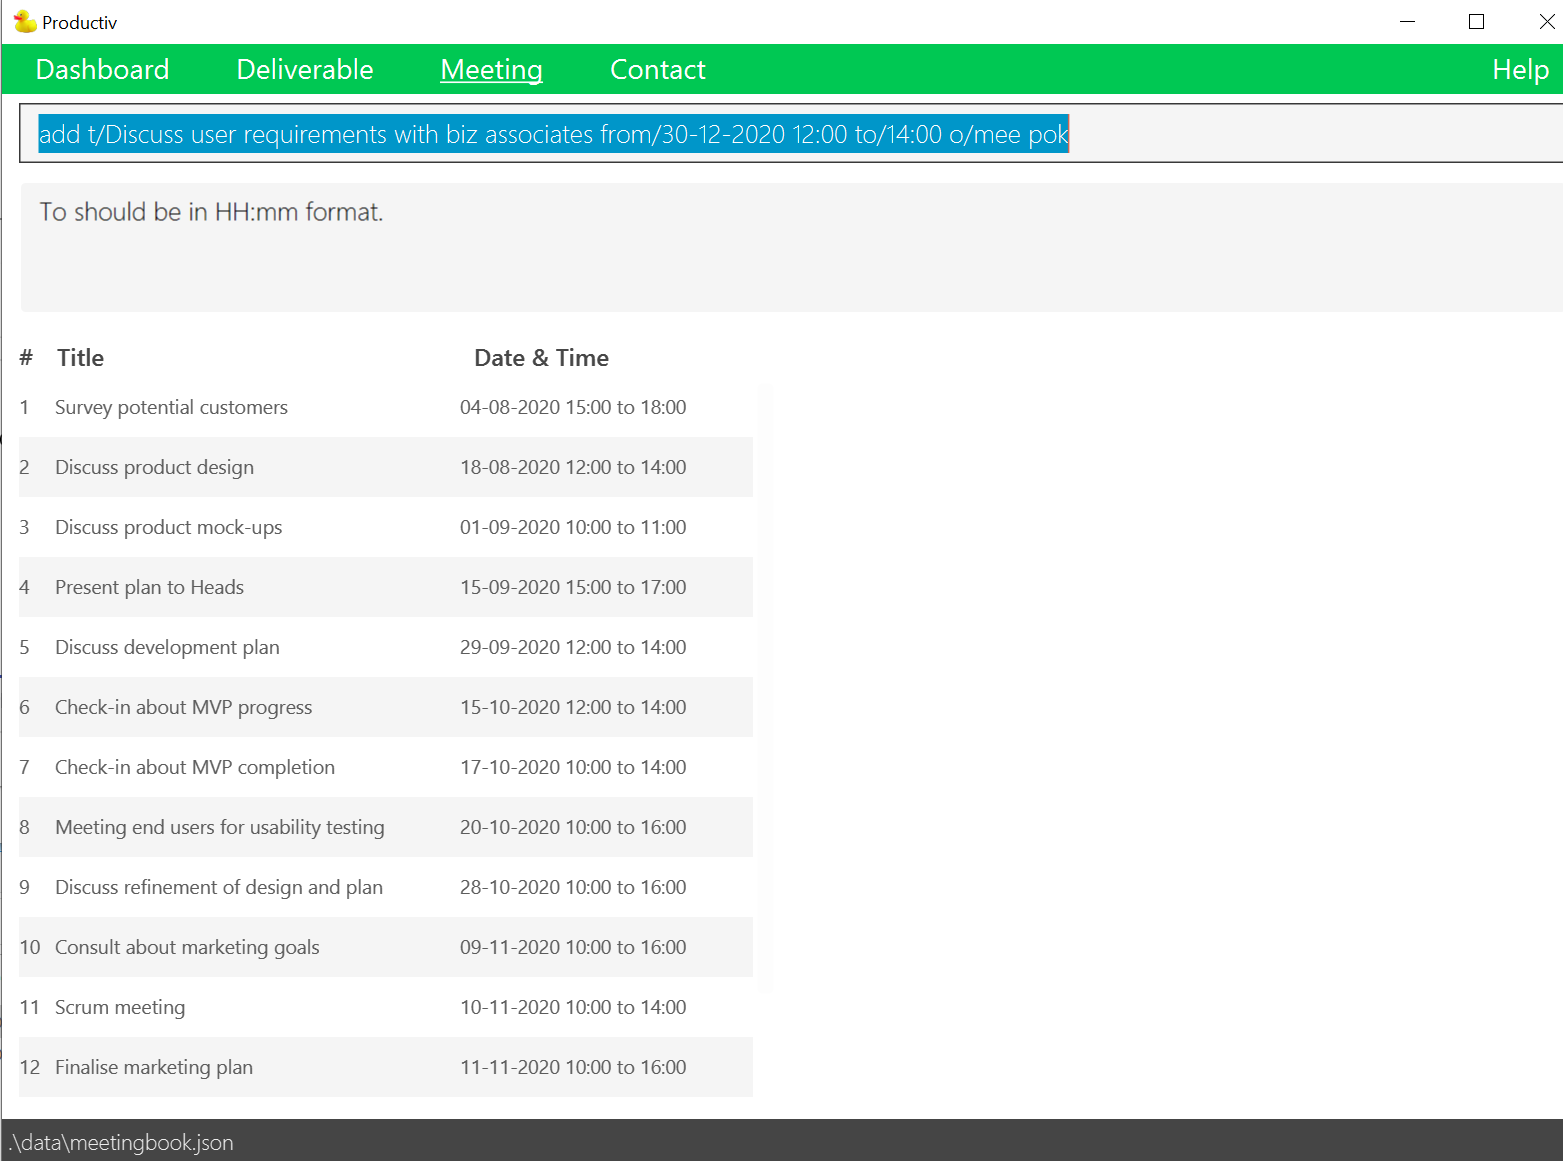 Productiv
Dashboard Deliverable Meeting Contact Help
add t/Discuss user requirements with biz associates from/30-12-2020 12:00 to/14:00 o/mee pok
To should be in HH:mm format.
# Title Date & Time
1 Survey potential customers 04-08-2020 15:00 to 18:00
2 Discuss product design 18-08-2020 12:00 to 14:00
3 Discuss product mock-ups 01-09-2020 10:00 to 11:00
4 Present plan to Heads 15-09-2020 15:00 to 17:00
5 Discuss development plan 29-09-2020 12:00 to 14:00
6 Check-in about MVP progress 15-10-2020 12:00 to 14:00
7 Check-in about MVP completion 17-10-2020 10:00 to 14:00
8 Meeting end users for usability testing 20-10-2020 10:00 to 16:00
9 Discuss refinement of design and plan 28-10-2020 10:00 to 16:00
10 Consult about marketing goals 09-11-2020 10:00 to 16:00
11 Scrum meeting 10-11-2020 10:00 to 14:00
12 Finalise marketing plan 11-11-2020 10:00 to 16:00
.\data\meetingbook.json